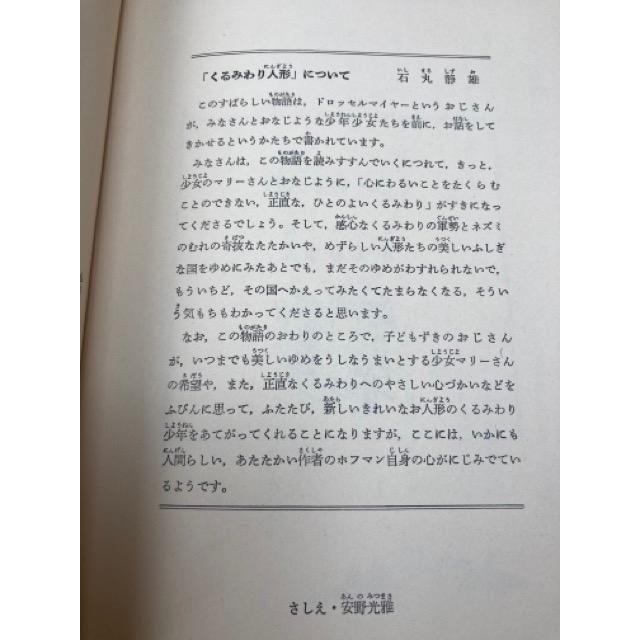 「くるみわり人形」について　石丸静雄
このすばらしい物語は，ドロッセルマイヤーというおじさん
が，みなさんとおなじような少年少女たちを前に，お話をして
きかせるというかたちで書かれています。
みなさんは，この物語を読みすすんでいくにつれて，きっと，
少女のマリーさんとおなじように，「心にわるいことをたくらむ
ことのできない，正直な，ひとのよいくるみわり」がすきになっ
てくださるでしょう。そして，感心なくるみわりの軍勢とネズミ
のむれの奇抜なたたかいや，めずらしい人形たちの美しいふしぎ
な国をゆめにみたあとでも，まだそのゆめがわすれられないで，
もういちど，その国へかえってみたくてたまらなくなる，そうい
う気もちもわかってくださると思います。
なお，この物語のおわりのところで，子どもずきのおじさん
が，いつまでも美しいゆめをうしなうまいとする少女マリーさん
の希望や，また，正直なくるみわりへのやさしい心づかいなどを
ふびんに思って，ふたたび，新しいきれいなお人形のくるみわり
少年をあてがってくれることになりますが，ここには，いかにも
人間らしい，あたたかい作者のホフマン自身の心がにじみでてい
るようです。
さしえ・安野光雅